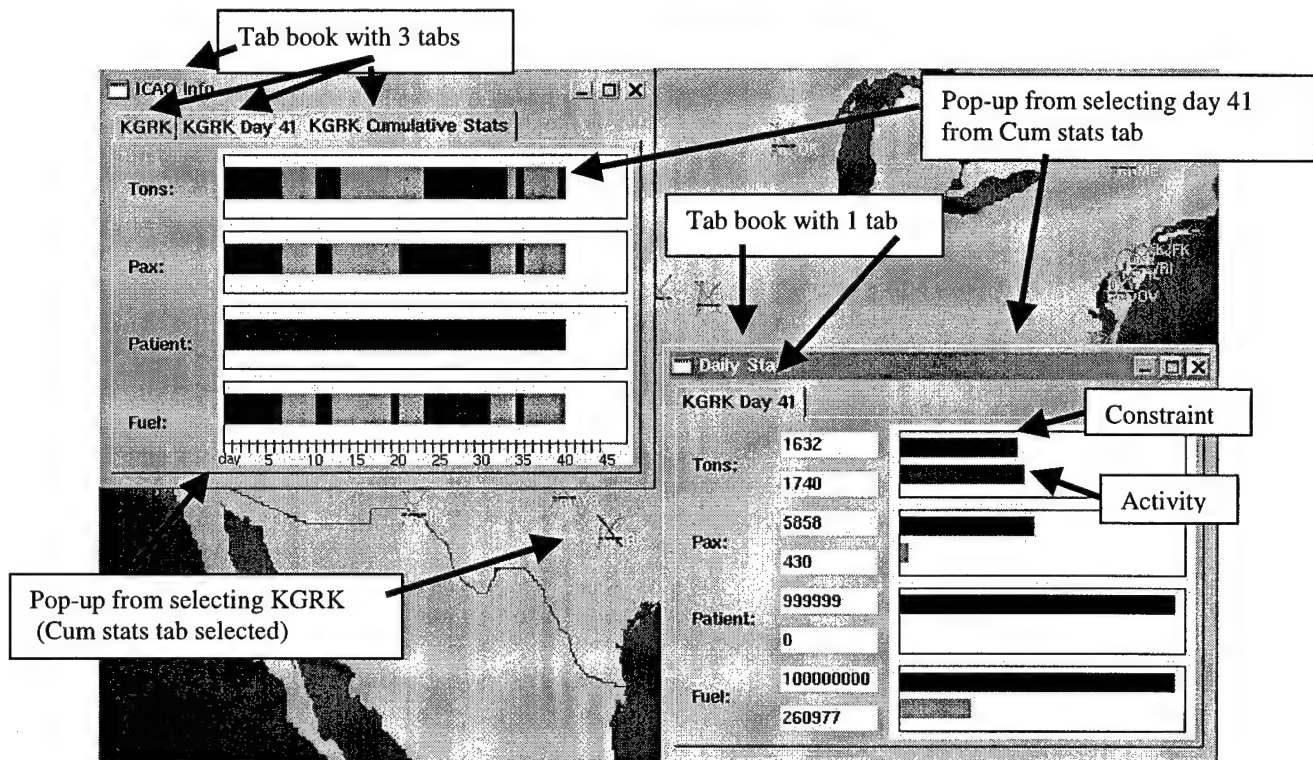 Tab book with 3 tabs
ICAO Info
KGRK
KGRK Day 41
KGRK Cumulative Stats
Tons:
Pax:
Patient:
Fuel:
day 5 10 15 20 25 30 35 40 45
Pop-up from selecting day 41
from Cum stats tab
Tab book with 1 tab
Daily Sta
KGRK Day 41
Tons:
1632
1740
Pax:
5858
430
Patient:
999999
0
Fuel:
100000000
260977
Constraint
Activity
Pop-up from selecting KGRK
(Cum stats tab selected)